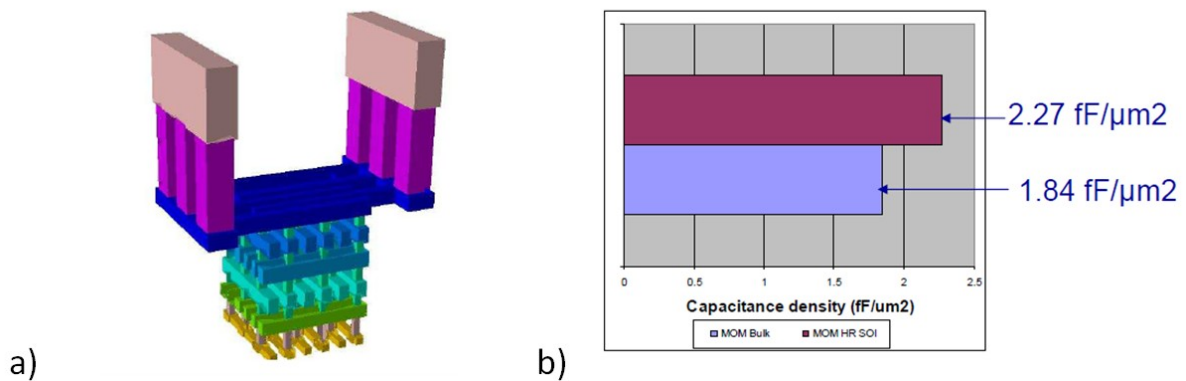 a)
b)
2.27 fF/µm2
1.84 fF/µm2
0 0.5 1 1.5 2 2.5
Capacitance density (fF/um2)
MOM Bulk MOM HR SOI